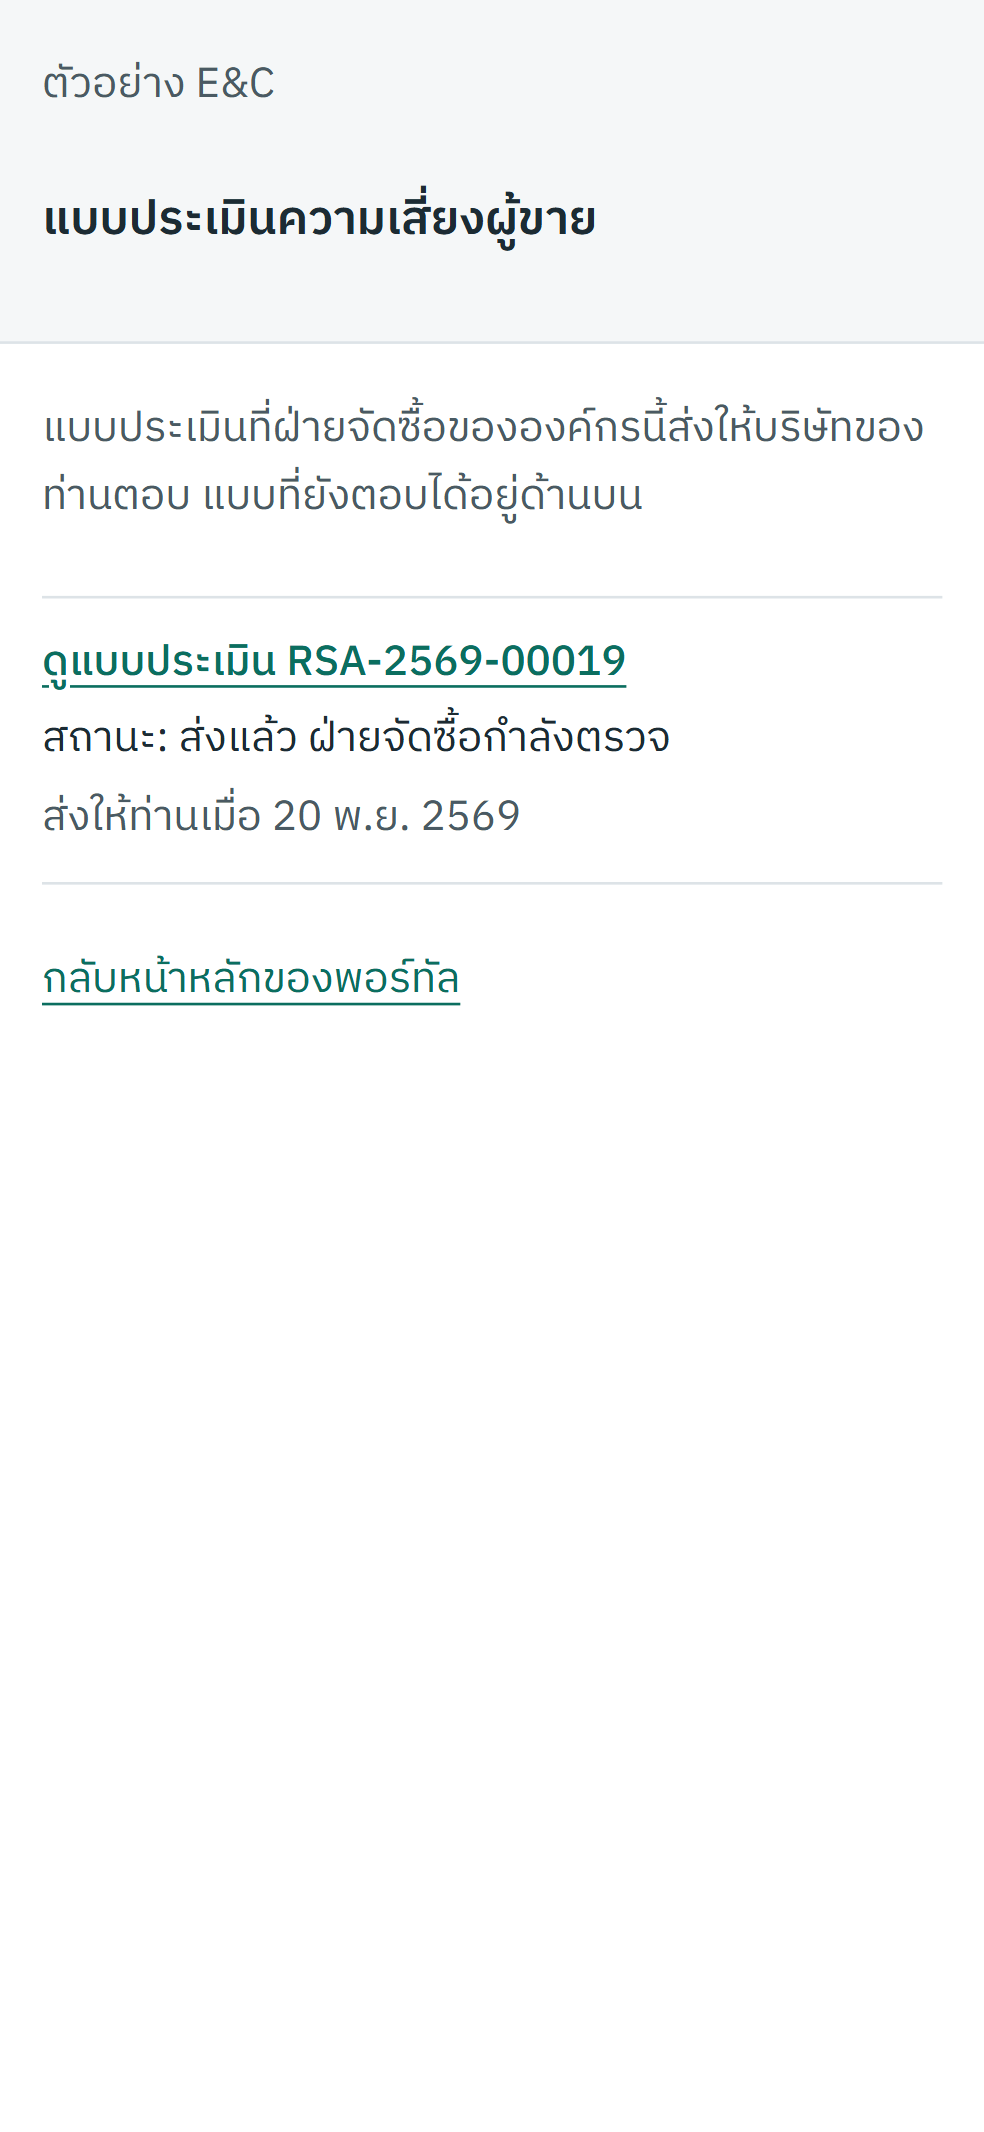 ตัวอย่าง E&C
แบบประเมินความเสี่ยงผู้ขาย
แบบประเมินที่ฝ่ายจัดซื้อขององค์กรนี้ส่งให้บริษัทของ
ท่านตอบ แบบที่ยังตอบได้อยู่ด้านบน
ดูแบบประเมิน RSA-2569-00019
สถานะ: ส่งแล้ว ฝ่ายจัดซื้อกำลังตรวจ
ส่งให้ท่านเมื่อ 20 พ.ย. 2569
กลับหน้าหลักของพอร์ทัล